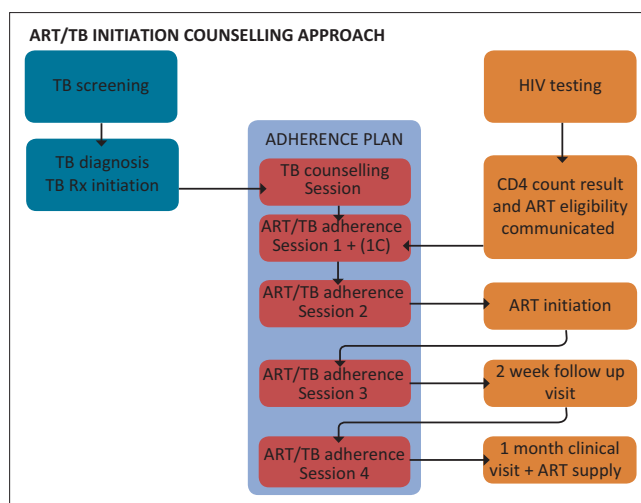 ART/TB INITIATION COUNSELLING APPROACH
TB screening
HIV testing
TB diagnosis
TB Rx initiation
ADHERENCE PLAN
TB counselling
Session
CD4 count result
and ART eligibility
communicated
ART/TB adherence
Session 1 + (1C)
ART/TB adherence
Session 2
ART initiation
ART/TB adherence
Session 3
2 week follow up
visit
ART/TB adherence
Session 4
1 month clinical
visit + ART supply